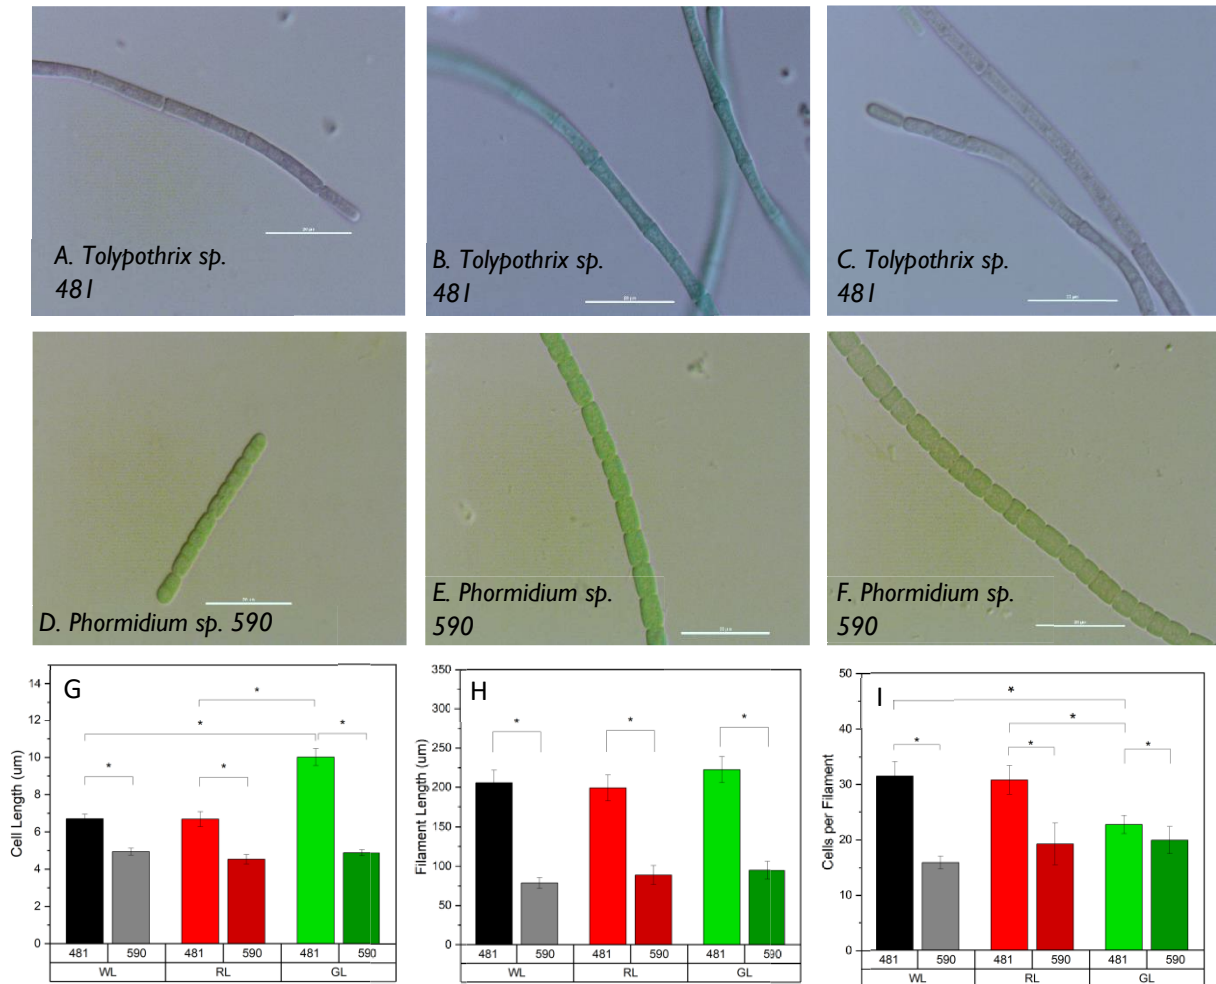 A. Tolypothrix sp.
481
B. Tolypothrix sp.
481
C. Tolypothrix sp.
481
D. Phormidium sp. 590
E. Phormidium sp.
590
F. Phormidium sp.
590
G
Cell Length (um)
14
12
10
8
6
4
2
0
* * * * *
481 590 481 590 481 590
WL RL GL
H
Filament Length (um)
350
300
250
200
150
100
75
50
25
0
* * *
481 590 481 590 481 590
WL RL GL
I
Cells per Filament
50
40
30
20
10
0
* * * * *
481 590 481 590 481 590
WL RL GL